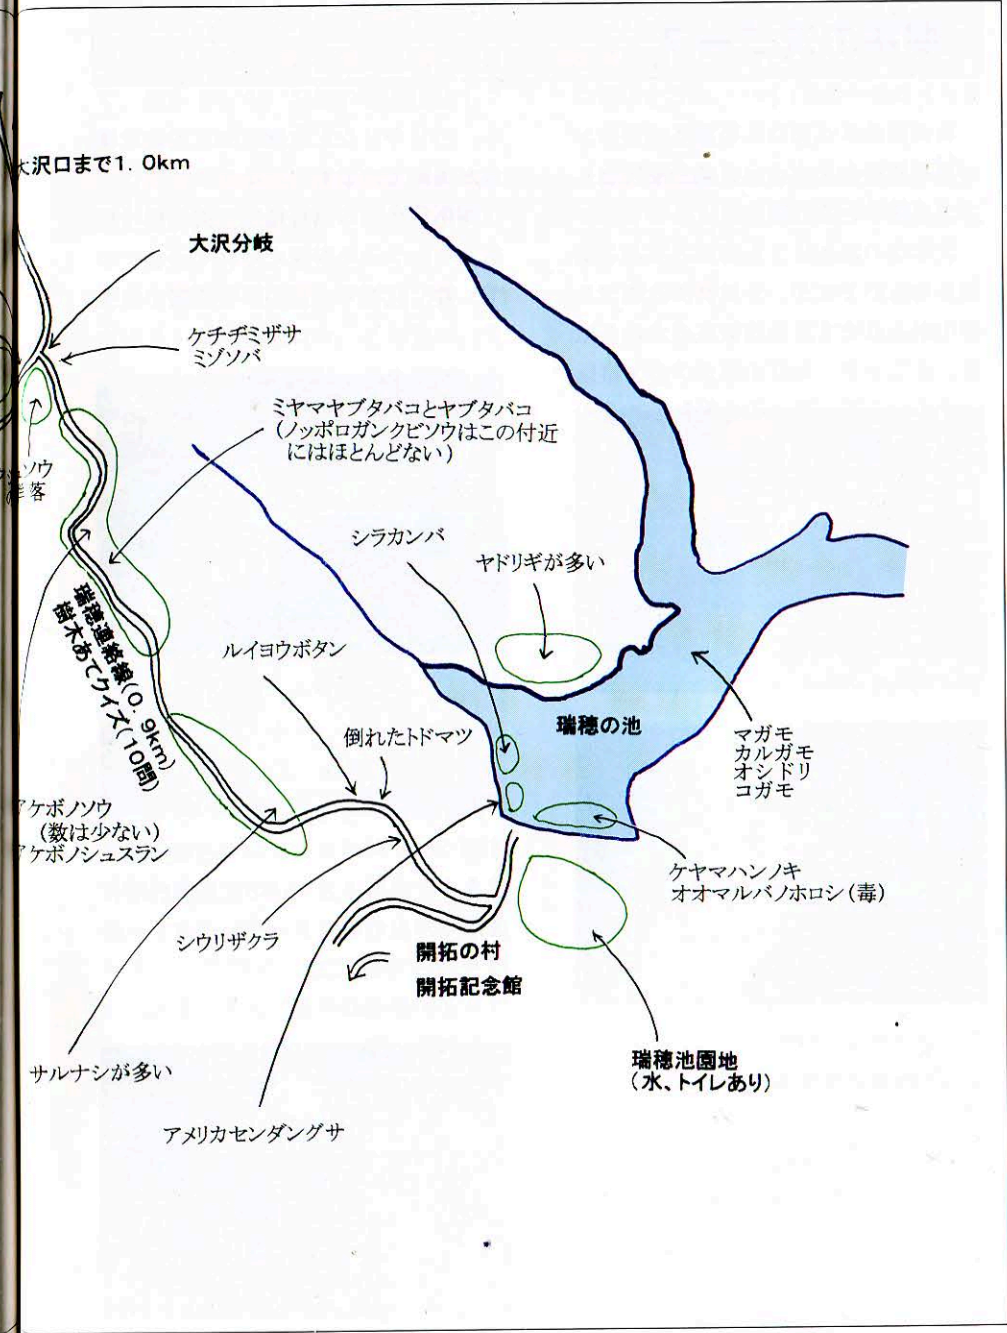 大沢口まで1.0km
大沢分岐
ケチヂミザサ
ミゾソバ
ミヤマヤブタバコとヤブタバコ
(ノッポロガンクビソウはこの付近
にはほとんどない)
ソウ
落
シラカンバ
ヤドリギが多い
瑞穂連絡線(0.9km)
樹木あてクイズ(10問)
ルイヨウボタン
倒れたトドマツ
瑞穂の池
マガモ
カルガモ
オシドリ
コガモ
アケボノソウ
(数は少ない)
アケボノシュスラン
ケヤマハンノキ
オオマルバノホロシ(毒)
シウリザクラ
開拓の村
開拓記念館
瑞穂池園地
(水、トイレあり)
サルナシが多い
アメリカセンダングサ